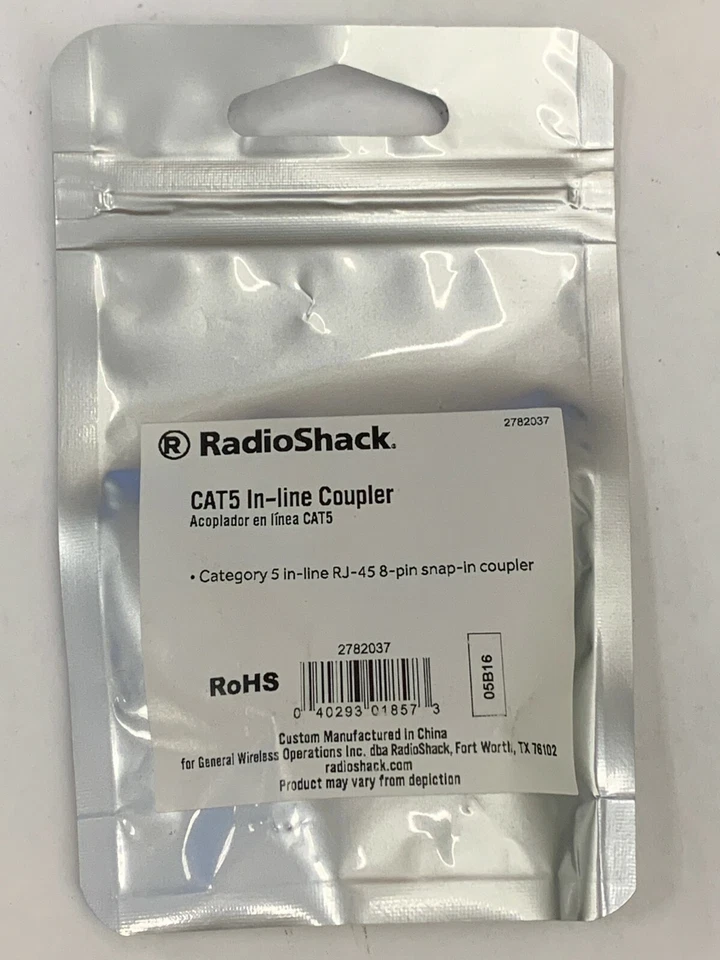 ® RadioShack.
2782037
CAT5 In-line Coupler
Acoplador en línea CAT5
• Category 5 in-line RJ-45 8-pin snap-in coupler
2782037
RoHS
0 40293 01857 3
05B16
Custom Manufactured in China
for General Wireless Operations Inc. dba RadioShack, Fort Worth, TX 76102
radioshack.com
Product may vary from depiction